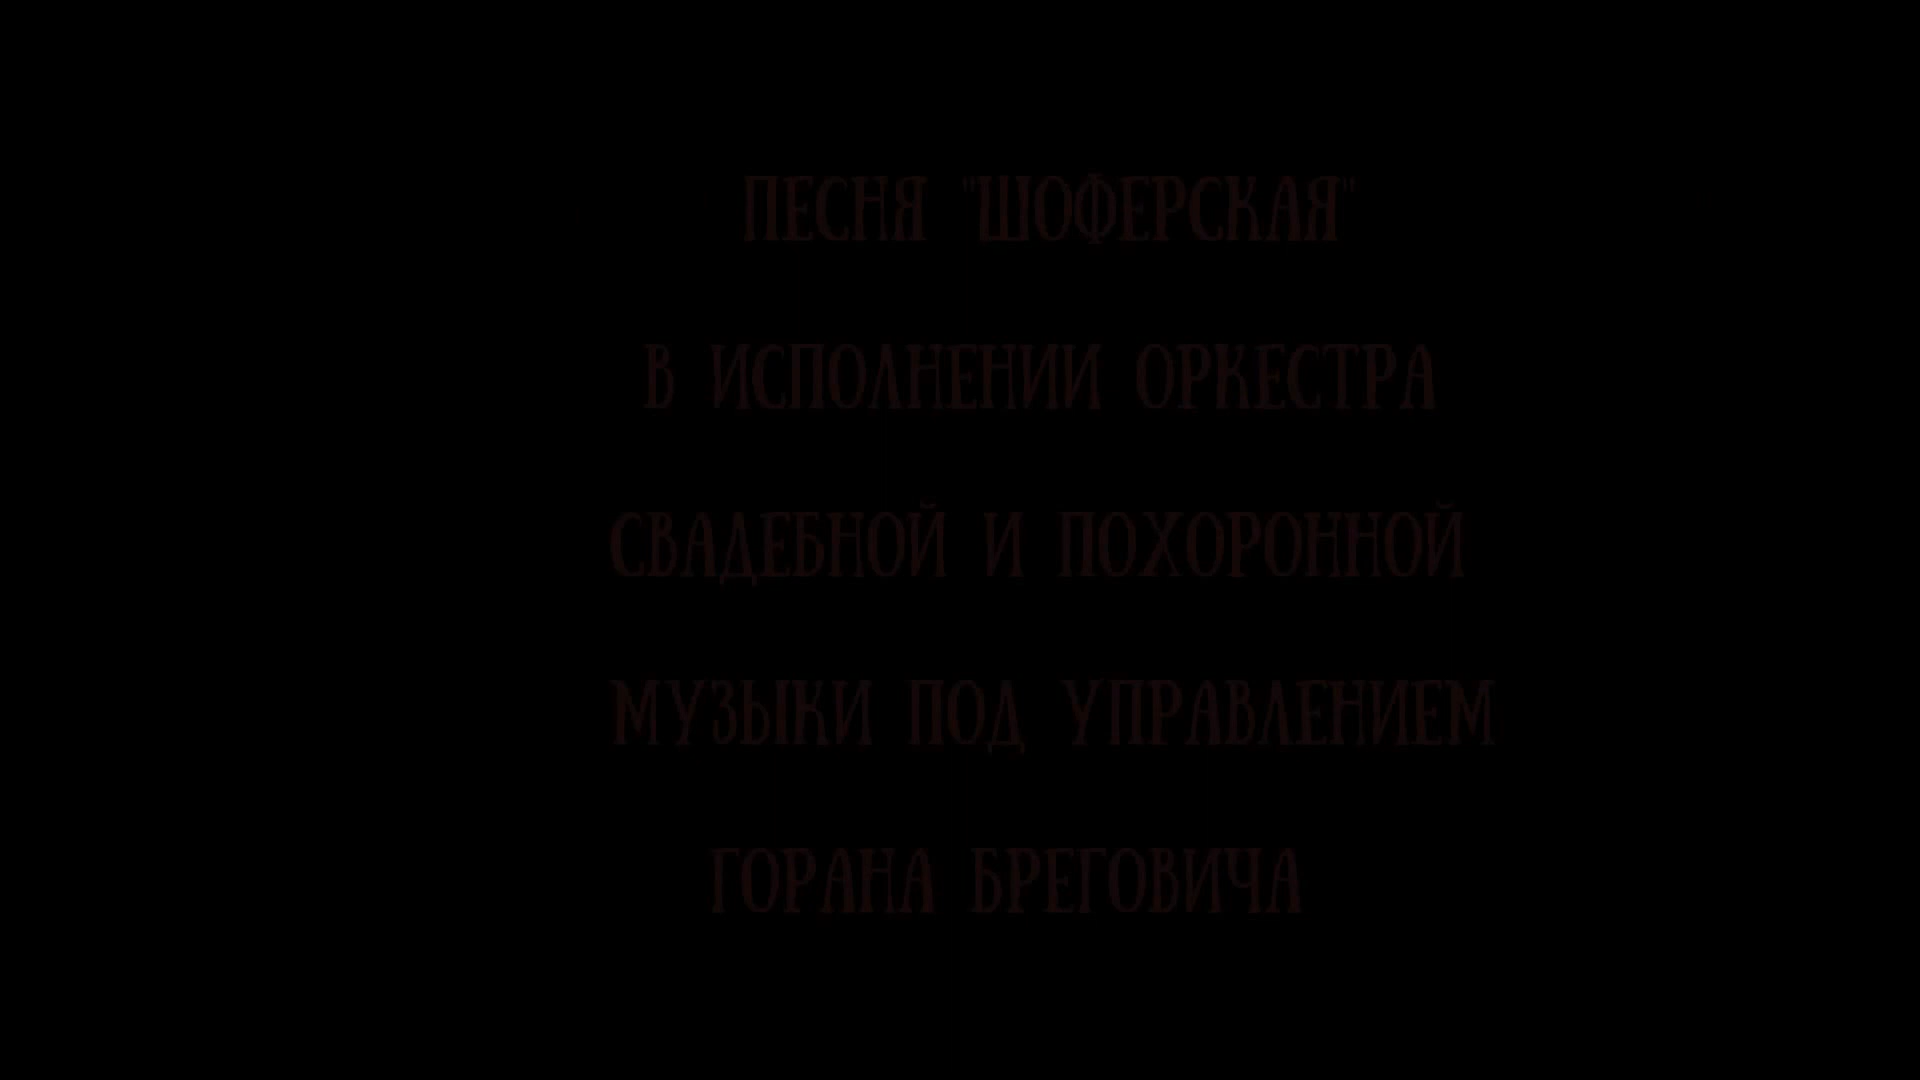 ПЕСНЯ "ШОФЕРСКАЯ"
В ИСПОЛНЕНИИ ОРКЕСТРА
СВАДЕБНОЙ И ПОХОРОННОЙ
МУЗЫКИ ПОД УПРАВЛЕНИЕМ
ГОРАНА БРЕГОВИЧА